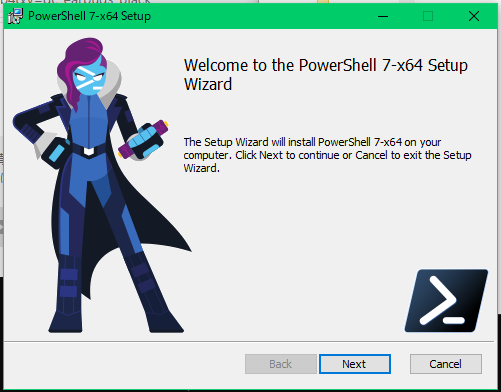 PowerShell 7-x64 Setup
Welcome to the PowerShell 7-x64 Setup
Wizard
The Setup Wizard will install PowerShell 7-x64 on your
computer. Click Next to continue or Cancel to exit the Setup
Wizard.
Back
Next
Cancel